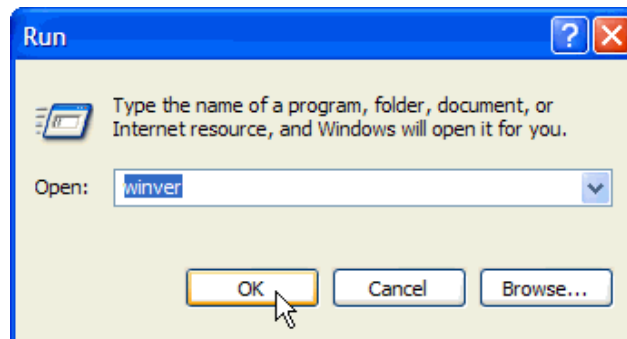 Run
Type the name of a program, folder, document, or
Internet resource, and Windows will open it for you.
Open: winver
OK Cancel Browse...